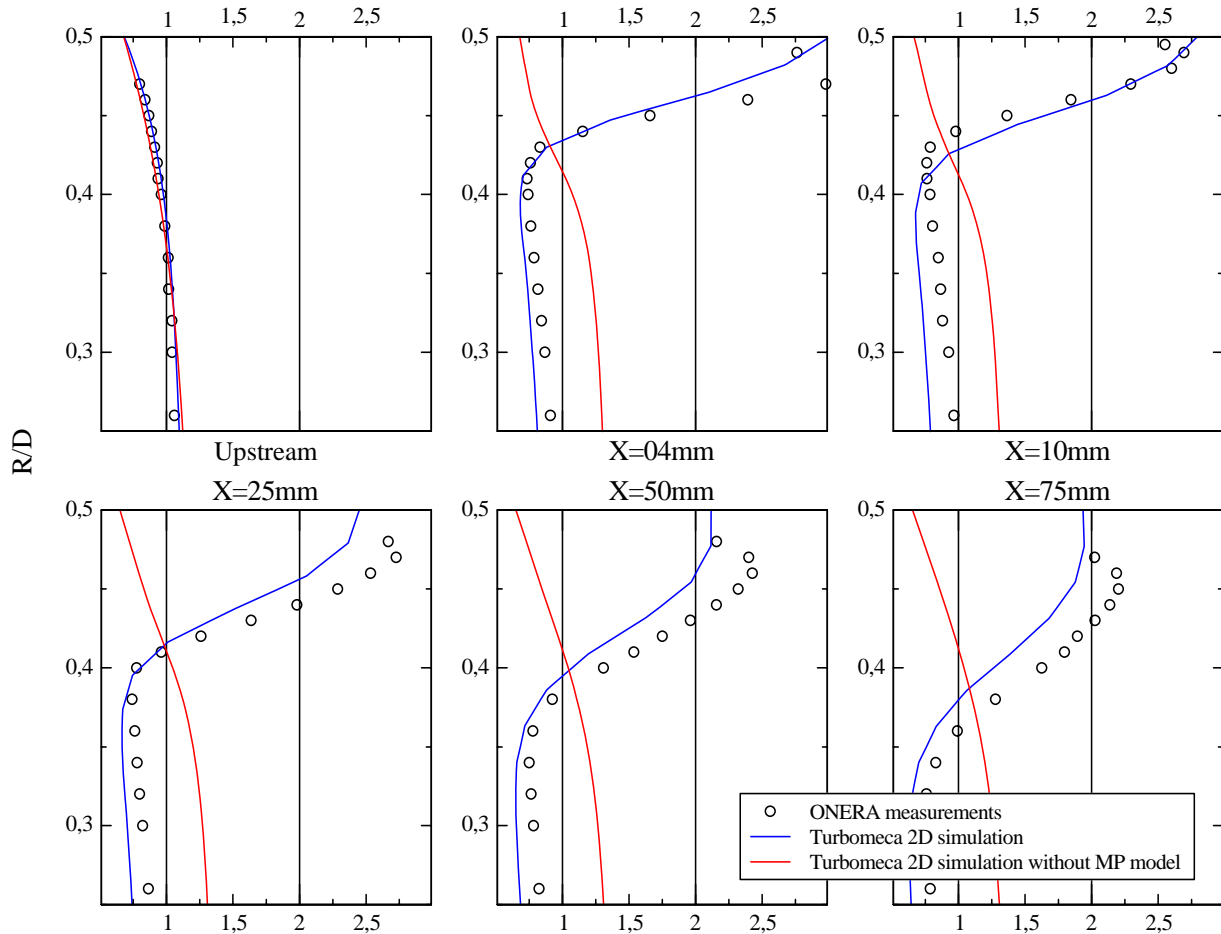 1 1,5 2 2,5 1 1,5 2 2,5 1 1,5 2 2,5
0,5 0,5 0,5
0,4 0,4 0,4
0,3 0,3 0,3
Upstream X=04mm X=10mm
R/D
X=25mm X=50mm X=75mm
0,5 0,5 0,5
0,4 0,4 0,4
0,3 0,3 0,3
ONERA measurements
Turbomeca 2D simulation
Turbomeca 2D simulation without MP model
1 1,5 2 2,5 1 1,5 2 2,5 1 1,5 2 2,5